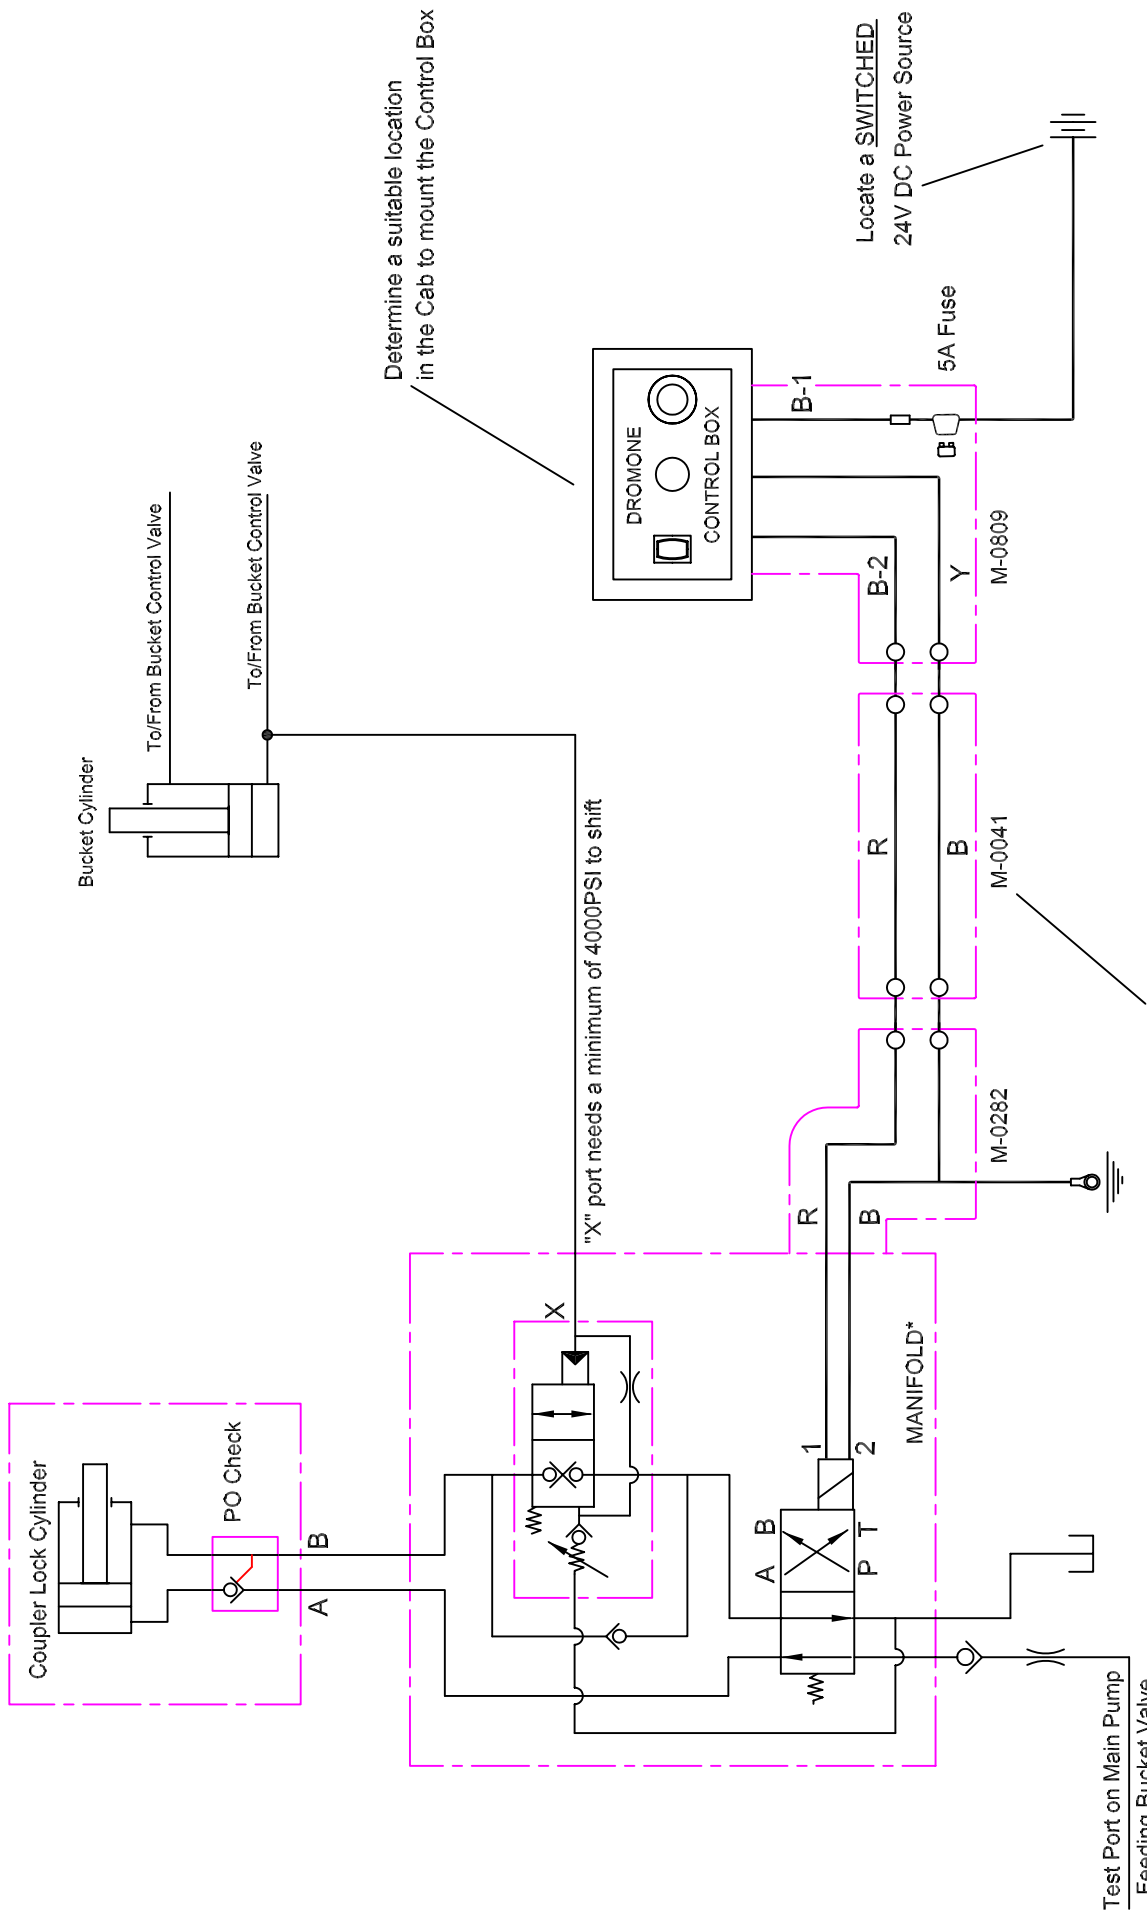 Coupler Lock Cylinder
PO Check
A
B
Bucket Cylinder
To/From Bucket Control Valve
To/From Bucket Control Valve
Determine a suitable location
in the Cab to mount the Control Box
X
"X" port needs a minimum of 4000PSI to shift
DROMONE
CONTROL BOX
Locate a SWITCHED
24V DC Power Source
A
B
P
T
1
2
R
B
R
B
B-2
Y
B-1
5A Fuse
MANIFOLD*
M-0282
M-0041
M-0809
Test Port on Main Pump
Feeding Bucket Valve